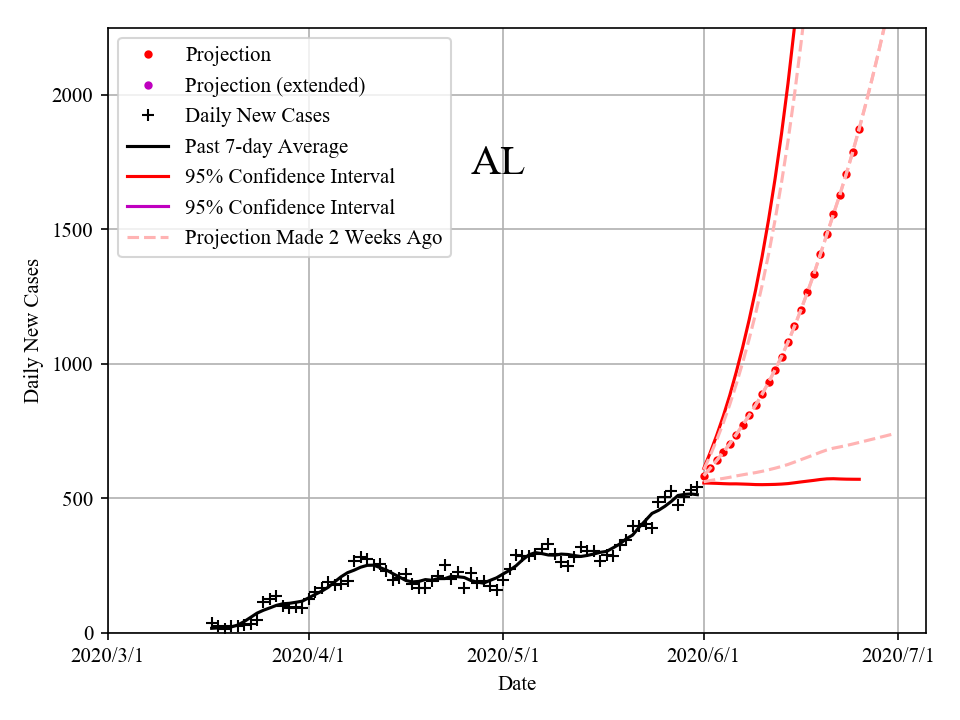 Projection
Projection (extended)
Daily New Cases
Past 7-day Average
95% Confidence Interval
95% Confidence Interval
Projection Made 2 Weeks Ago
AL
2000
1500
1000
500
0
Daily New Cases
2020/3/1
2020/4/1
2020/5/1
2020/6/1
2020/7/1
Date